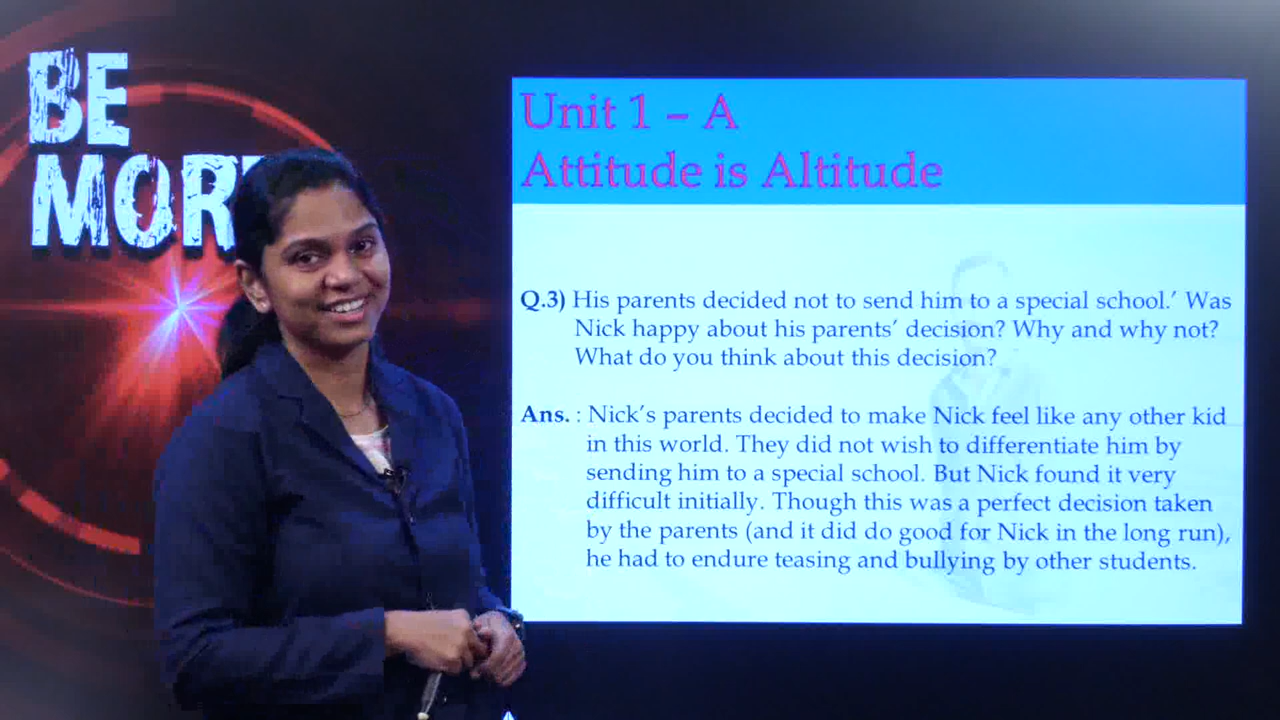 BE
MOR
Unit 1 – A
Attitude is Altitude
Q.3) His parents decided not to send him to a special school.’ Was
Nick happy about his parents’ decision? Why and why not?
What do you think about this decision?
Ans. : Nick’s parents decided to make Nick feel like any other kid
in this world. They did not wish to differentiate him by
sending him to a special school. But Nick found it very
difficult initially. Though this was a perfect decision taken
by the parents (and it did do good for Nick in the long run),
he had to endure teasing and bullying by other students.